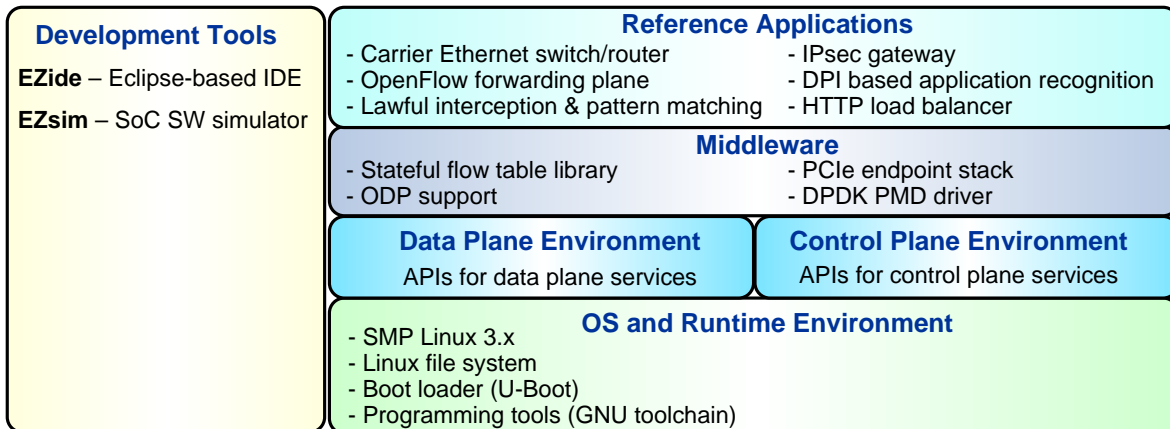 Development Tools
EZide – Eclipse-based IDE
EZsim – SoC SW simulator
Reference Applications
- Carrier Ethernet switch/router
- OpenFlow forwarding plane
- Lawful interception & pattern matching
- IPsec gateway
- DPI based application recognition
- HTTP load balancer
Middleware
- Stateful flow table library
- ODP support
- PCIe endpoint stack
- DPDK PMD driver
Data Plane Environment
APIs for data plane services
Control Plane Environment
APIs for control plane services
OS and Runtime Environment
- SMP Linux 3.x
- Linux file system
- Boot loader (U-Boot)
- Programming tools (GNU toolchain)